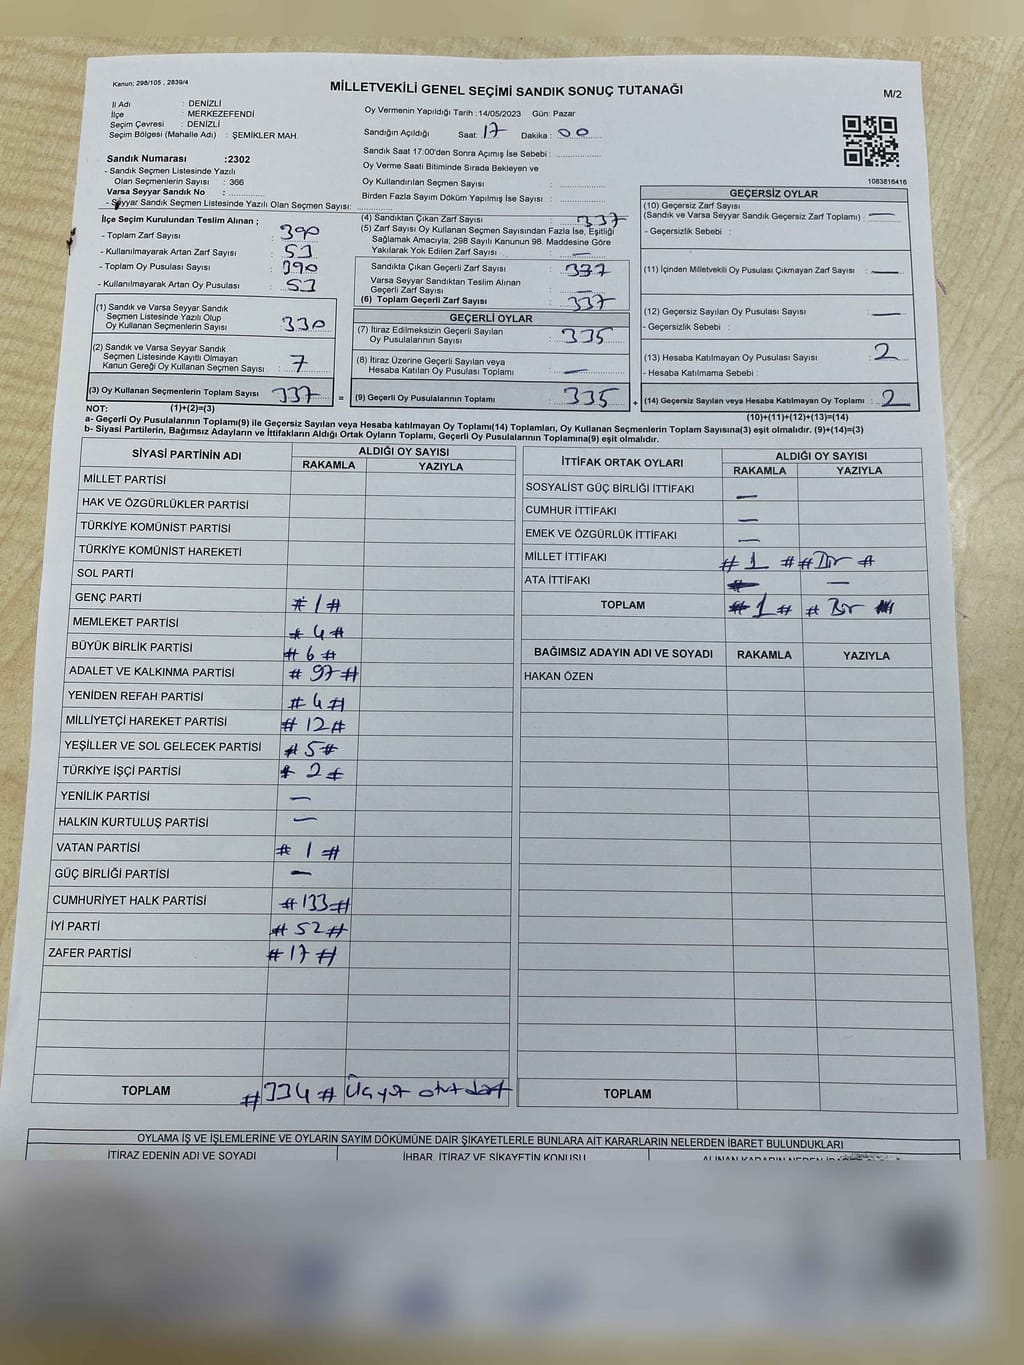 Kanun; 298/105 , 2839/4
MİLLETVEKİLİ GENEL SEÇİMİ SANDIK SONUÇ TUTANAĞI
M/2
İl Adı : DENİZLİ
İlçe : MERKEZEFENDİ
Seçim Çevresi : DENİZLİ
Seçim Bölgesi (Mahalle Adı) : ŞEMİKLER MAH.
Oy Vermenin Yapıldığı Tarih :14/05/2023 Gün: Pazar
Sandığın Açıldığı Saat: 17 Dakika : 00
Sandık Saat 17:00'den Sonra Açımış İse Sebebi :
Oy Verme Saati Bitiminde Sırada Bekleyen ve
Oy Kullandırılan Seçmen Sayısı :
Birden Fazla Sayım Döküm Yapılmış İse Sayısı :
1083816416
Sandık Numarası :2302
- Sandık Seçmen Listesinde Yazılı
Olan Seçmenlerin Sayısı : 366
Varsa Seyyar Sandık No :
- Seyyar Sandık Seçmen Listesinde Yazılı Olan Seçmen Sayısı:
İlçe Seçim Kurulundan Teslim Alınan ;
- Toplam Zarf Sayısı : 390
- Kullanılmayarak Artan Zarf Sayısı : 53
- Toplam Oy Pusulası Sayısı : 390
- Kullanılmayarak Artan Oy Pusulası : 53
(1) Sandık ve Varsa Seyyar Sandık
Seçmen Listesinde Yazılı Olup
Oy Kullanan Seçmenlerin Sayısı : 330
(2) Sandık ve Varsa Seyyar Sandık
Seçmen Listesinde Kayıtlı Olmayan
Kanun Gereği Oy Kullanan Seçmen Sayısı : 7
(3) Oy Kullanan Seçmenlerin Toplam Sayısı : 337
(4) Sandıktan Çıkan Zarf Sayısı : 337
(5) Zarf Sayısı Oy Kullanan Seçmen Sayısından Fazla İse, Eşitliği
Sağlamak Amacıyla, 298 Sayılı Kanunun 98. Maddesine Göre
Yakılarak Yok Edilen Zarf Sayısı : —
Sandıkta Çıkan Geçerli Zarf Sayısı : 337
Varsa Seyyar Sandıktan Teslim Alınan
Geçerli Zarf Sayısı : —
(6) Toplam Geçerli Zarf Sayısı : 337
GEÇERLİ OYLAR
(7) İtiraz Edilmeksizin Geçerli Sayılan
Oy Pusulalarının Sayısı : 335
(8) İtiraz Üzerine Geçerli Sayılan veya
Hesaba Katılan Oy Pusulası Toplamı : —
= (9) Geçerli Oy Pusulalarının Toplamı : 335
GEÇERSİZ OYLAR
(10) Geçersiz Zarf Sayısı
(Sandık ve Varsa Seyyar Sandık Geçersiz Zarf Toplamı) : —
- Geçersizlik Sebebi :
(11) İçinden Milletvekili Oy Pusulası Çıkmayan Zarf Sayısı : —
(12) Geçersiz Sayılan Oy Pusulası Sayısı : —
- Geçersizlik Sebebi :
(13) Hesaba Katılmayan Oy Pusulası Sayısı : 2
- Hesaba Katılmama Sebebi :
+ (14) Geçersiz Sayılan veya Hesaba Katılmayan Oy Toplamı : 2
NOT: (1)+(2)=(3)
(10)+(11)+(12)+(13)=(14)
a- Geçerli Oy Pusulalarının Toplamı(9) ile Geçersiz Sayılan veya Hesaba katılmayan Oy Toplamı(14) Toplamları, Oy Kullanan Seçmenlerin Toplam Sayısına(3) eşit olmalıdır. (9)+(14)=(3)
b- Siyasi Partilerin, Bağımsız Adayların ve İttifakların Aldığı Ortak Oyların Toplamı, Geçerli Oy Pusulalarının Toplamına(9) eşit olmalıdır.
SİYASİ PARTİNİN ADI ALDIĞI OY SAYISI
RAKAMLA YAZIYLA
MİLLET PARTİSİ
HAK VE ÖZGÜRLÜKLER PARTİSİ
TÜRKİYE KOMÜNİST PARTİSİ
TÜRKİYE KOMÜNİST HAREKETİ
SOL PARTİ
GENÇ PARTİ # 1 #
MEMLEKET PARTİSİ # 4 #
BÜYÜK BİRLİK PARTİSİ # 6 #
ADALET VE KALKINMA PARTİSİ # 97 #
YENİDEN REFAH PARTİSİ # 4 #
MİLLİYETÇİ HAREKET PARTİSİ # 12 #
YEŞİLLER VE SOL GELECEK PARTİSİ # 5 #
TÜRKİYE İŞÇİ PARTİSİ # 2 #
YENİLİK PARTİSİ —
HALKIN KURTULUŞ PARTİSİ —
VATAN PARTİSİ # 1 #
GÜÇ BİRLİĞİ PARTİSİ —
CUMHURİYET HALK PARTİSİ # 133 #
İYİ PARTİ # 52 #
ZAFER PARTİSİ # 17 #
TOPLAM # 334 # Üçyüz otuz dört
İTTİFAK ORTAK OYLARI ALDIĞI OY SAYISI
RAKAMLA YAZIYLA
SOSYALİST GÜÇ BİRLİĞİ İTTİFAKI —
CUMHUR İTTİFAKI —
EMEK VE ÖZGÜRLÜK İTTİFAKI —
MİLLET İTTİFAKI # 1 # # Bir #
ATA İTTİFAKI —
TOPLAM # 1 # # Bir #
BAĞIMSIZ ADAYIN ADI VE SOYADI RAKAMLA YAZIYLA
HAKAN ÖZEN
TOPLAM
OYLAMA İŞ VE İŞLEMLERİNE VE OYLARIN SAYIM DÖKÜMÜNE DAİR ŞİKAYETLERLE BUNLARA AİT KARARLARIN NELERDEN İBARET BULUNDUKLARI
İTİRAZ EDENİN ADI VE SOYADI İHBAR, İTİRAZ VE ŞİKAYETİN KONUSU ALINAN KARARIN NEDEN